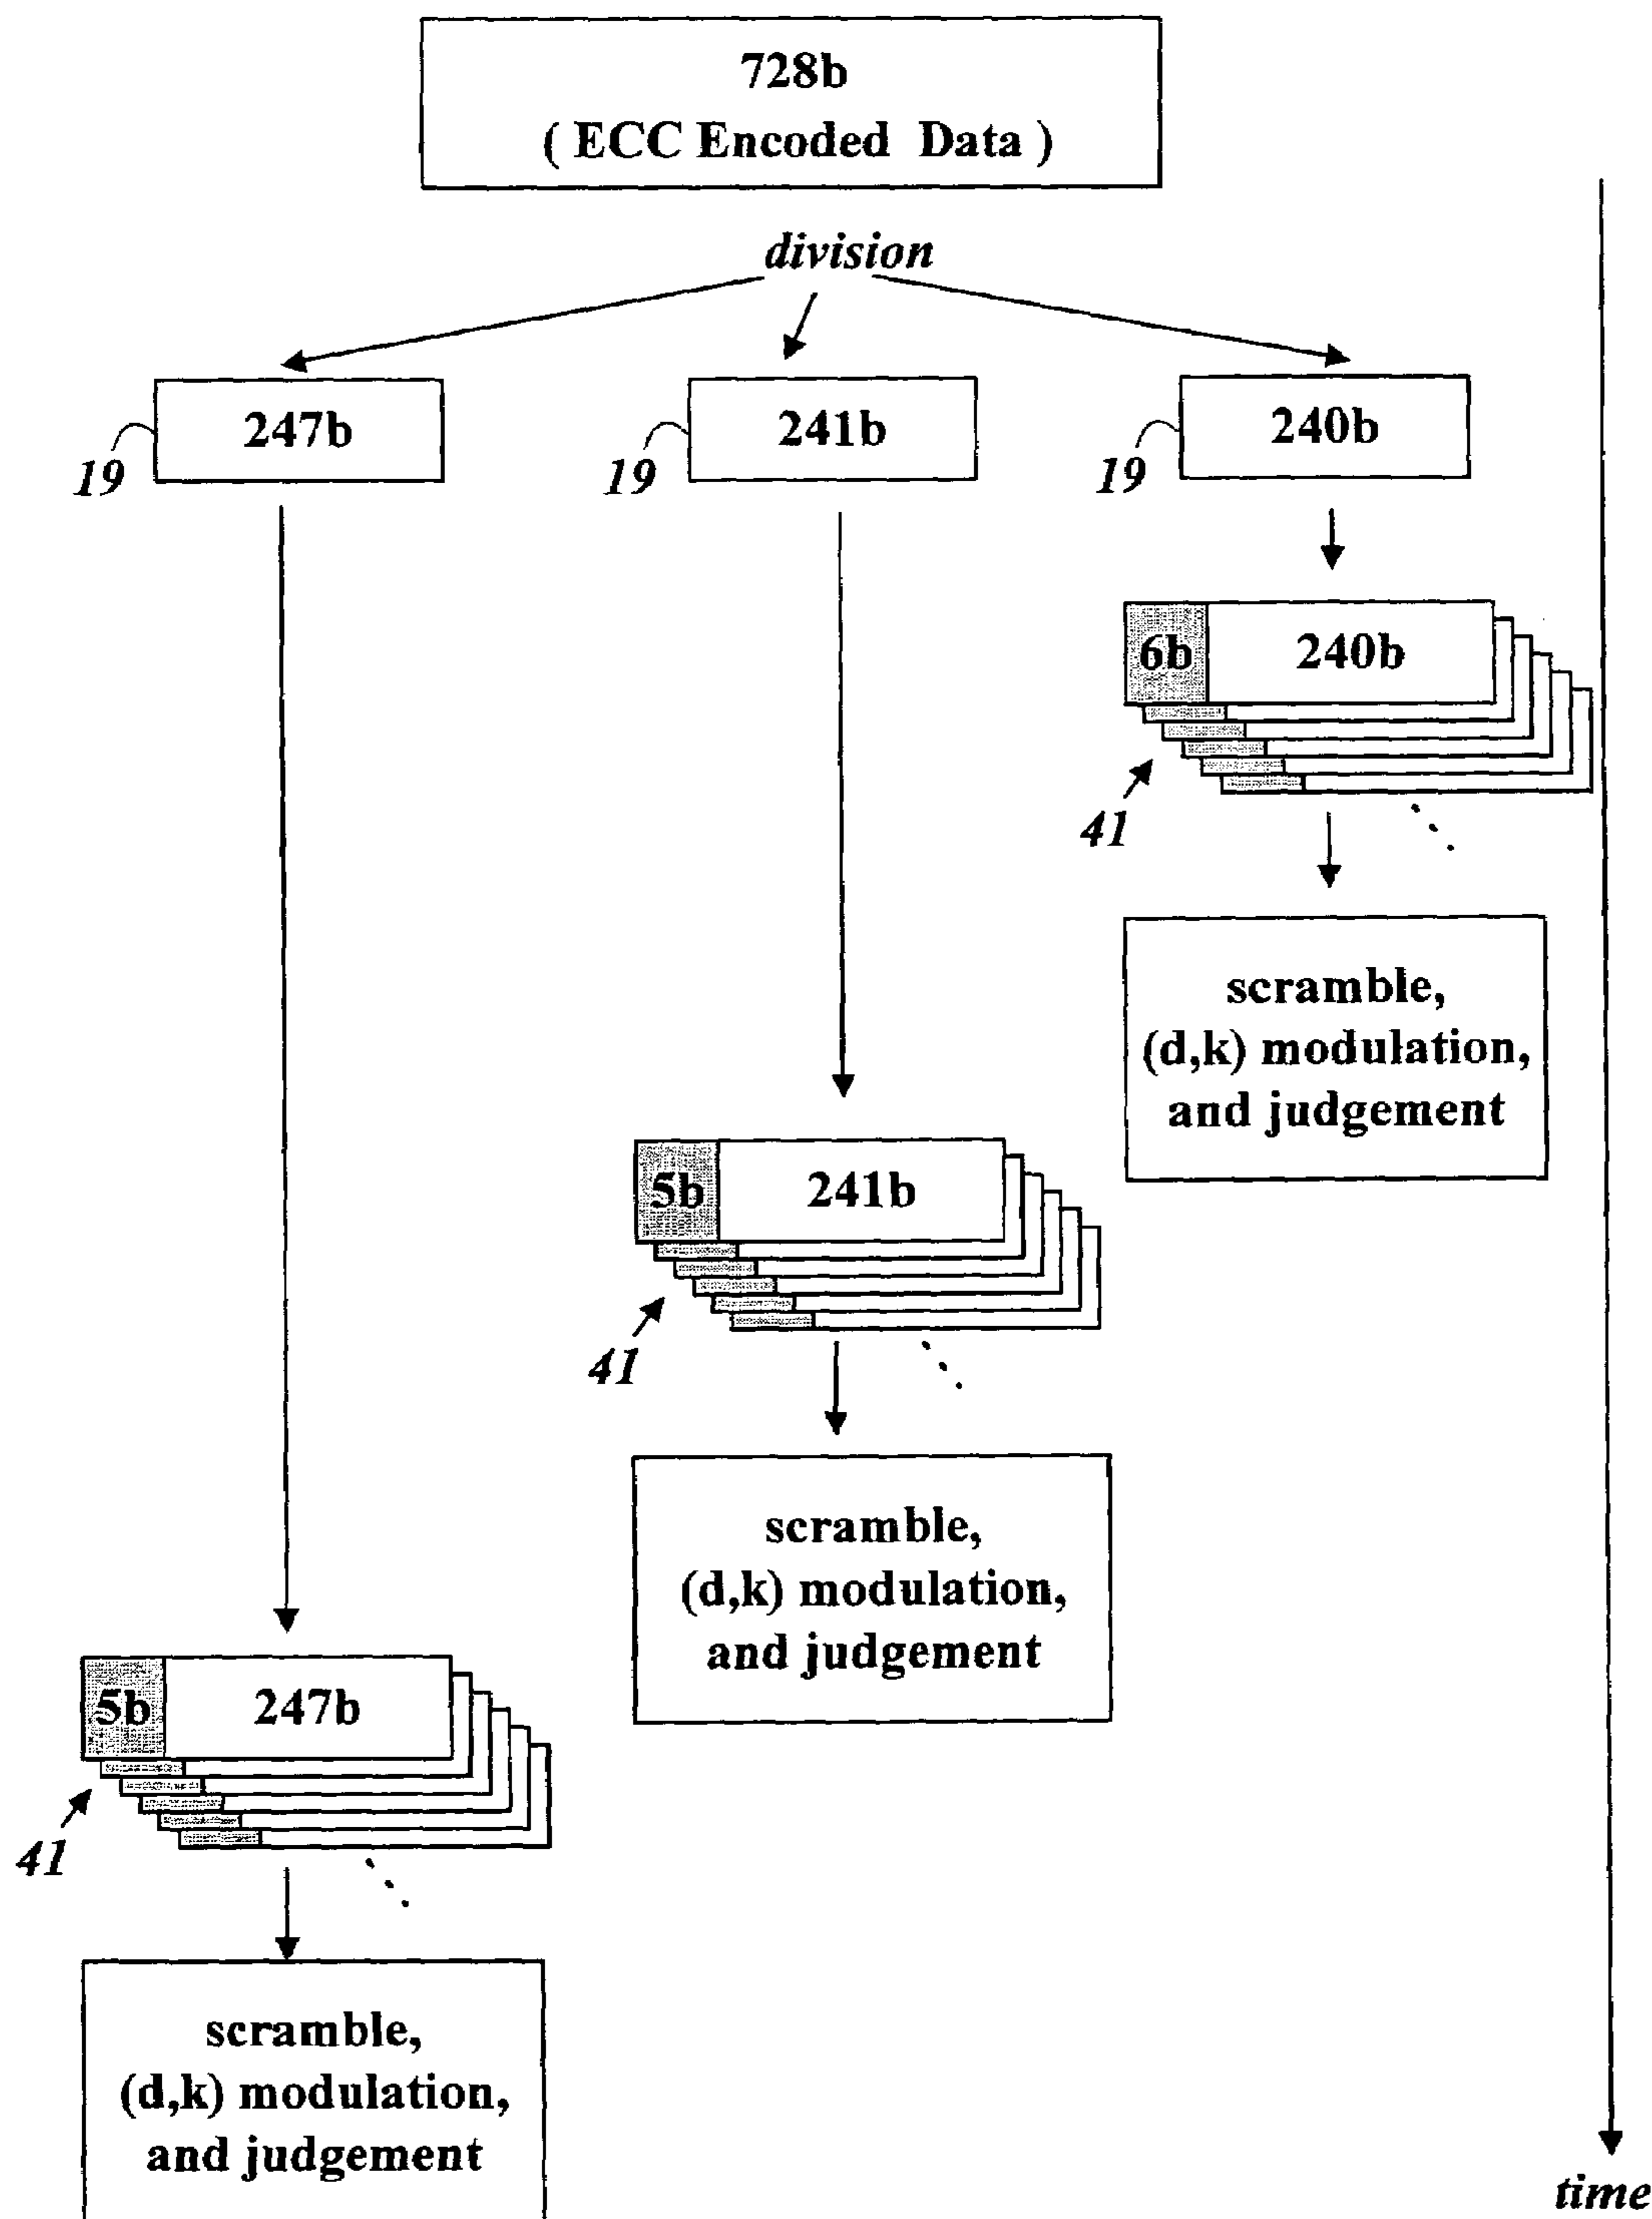 728b
( ECC Encoded Data )
division
247b
241b
240b
19
19
19
6b
240b
41
scramble,
(d,k) modulation,
and judgement
5b
241b
41
scramble,
(d,k) modulation,
and judgement
5b
247b
41
scramble,
(d,k) modulation,
and judgement
time